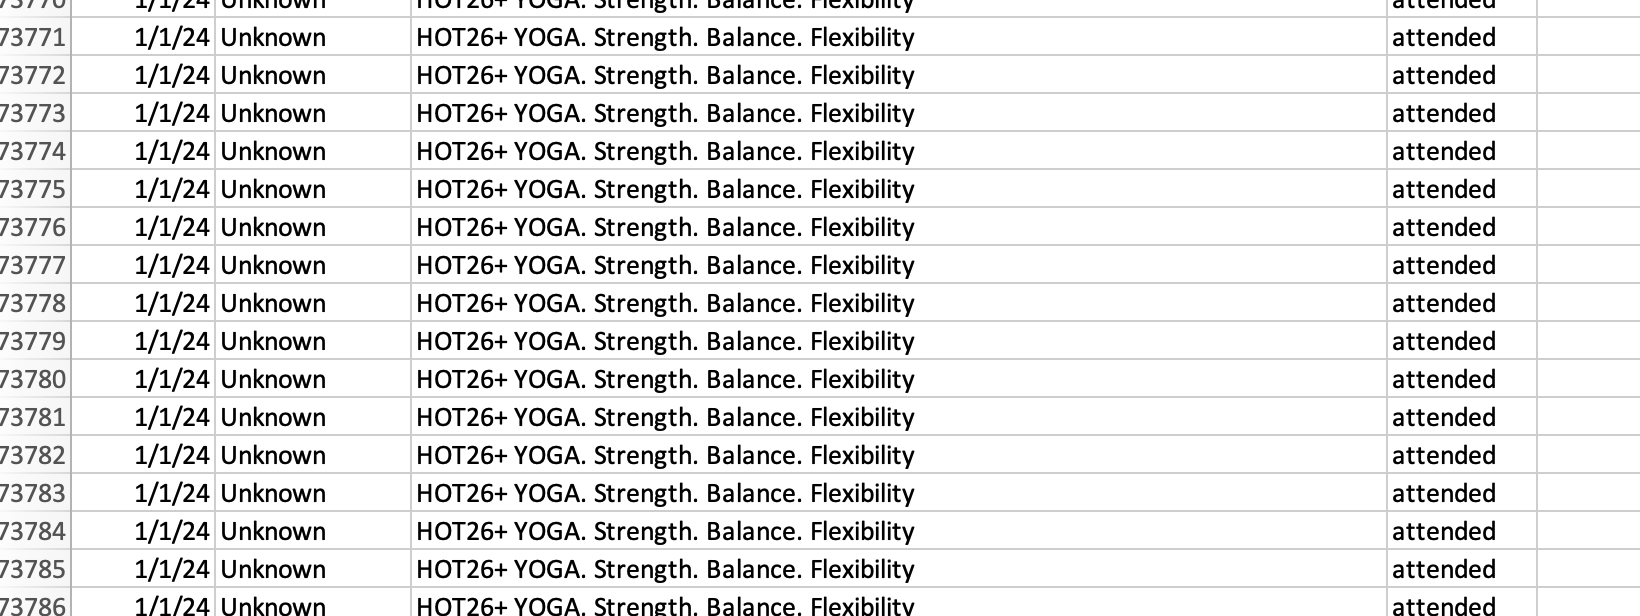 73770 1/1/24 Unknown HOT26+ YOGA. Strength. Balance. Flexibility attended
73771 1/1/24 Unknown HOT26+ YOGA. Strength. Balance. Flexibility attended
73772 1/1/24 Unknown HOT26+ YOGA. Strength. Balance. Flexibility attended
73773 1/1/24 Unknown HOT26+ YOGA. Strength. Balance. Flexibility attended
73774 1/1/24 Unknown HOT26+ YOGA. Strength. Balance. Flexibility attended
73775 1/1/24 Unknown HOT26+ YOGA. Strength. Balance. Flexibility attended
73776 1/1/24 Unknown HOT26+ YOGA. Strength. Balance. Flexibility attended
73777 1/1/24 Unknown HOT26+ YOGA. Strength. Balance. Flexibility attended
73778 1/1/24 Unknown HOT26+ YOGA. Strength. Balance. Flexibility attended
73779 1/1/24 Unknown HOT26+ YOGA. Strength. Balance. Flexibility attended
73780 1/1/24 Unknown HOT26+ YOGA. Strength. Balance. Flexibility attended
73781 1/1/24 Unknown HOT26+ YOGA. Strength. Balance. Flexibility attended
73782 1/1/24 Unknown HOT26+ YOGA. Strength. Balance. Flexibility attended
73783 1/1/24 Unknown HOT26+ YOGA. Strength. Balance. Flexibility attended
73784 1/1/24 Unknown HOT26+ YOGA. Strength. Balance. Flexibility attended
73785 1/1/24 Unknown HOT26+ YOGA. Strength. Balance. Flexibility attended
73786 1/1/24 Unknown HOT26+ YOGA. Strength. Balance. Flexibility attended